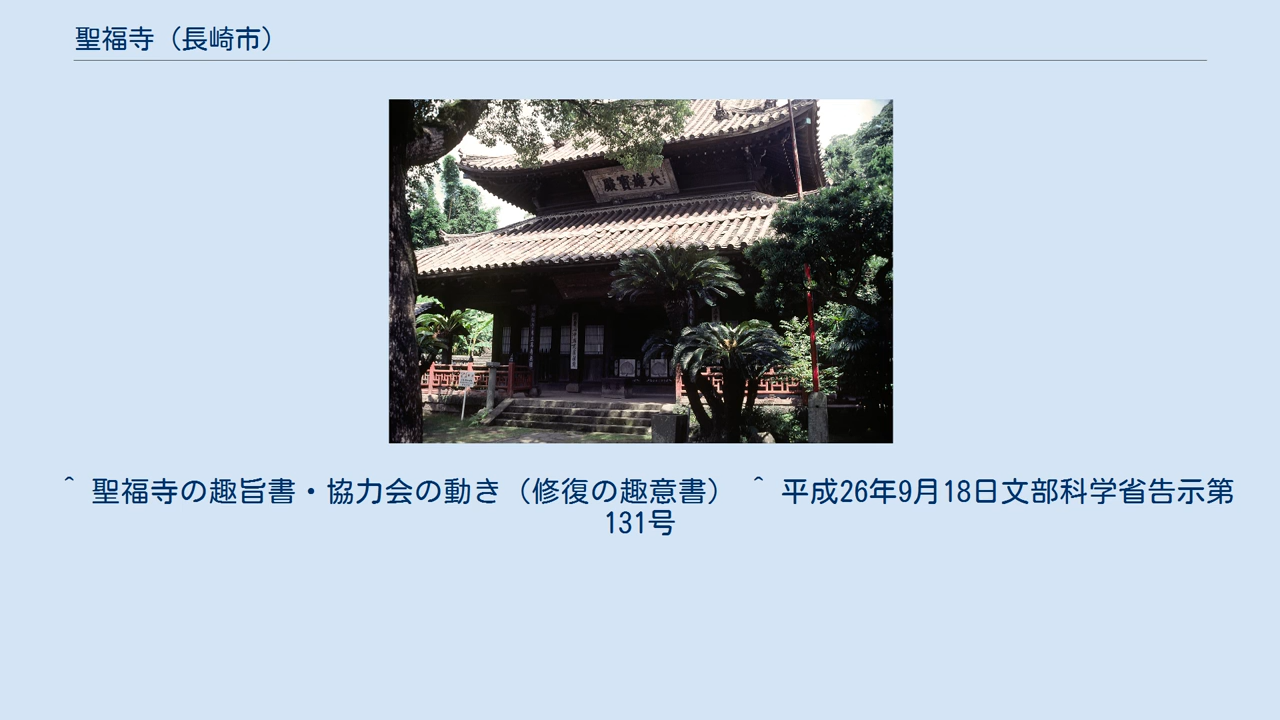 聖福寺（長崎市）
大雄寶殿
^ 聖福寺の趣旨書・協力会の動き（修復の趣意書） ^ 平成26年9月18日文部科学省告示第
131号